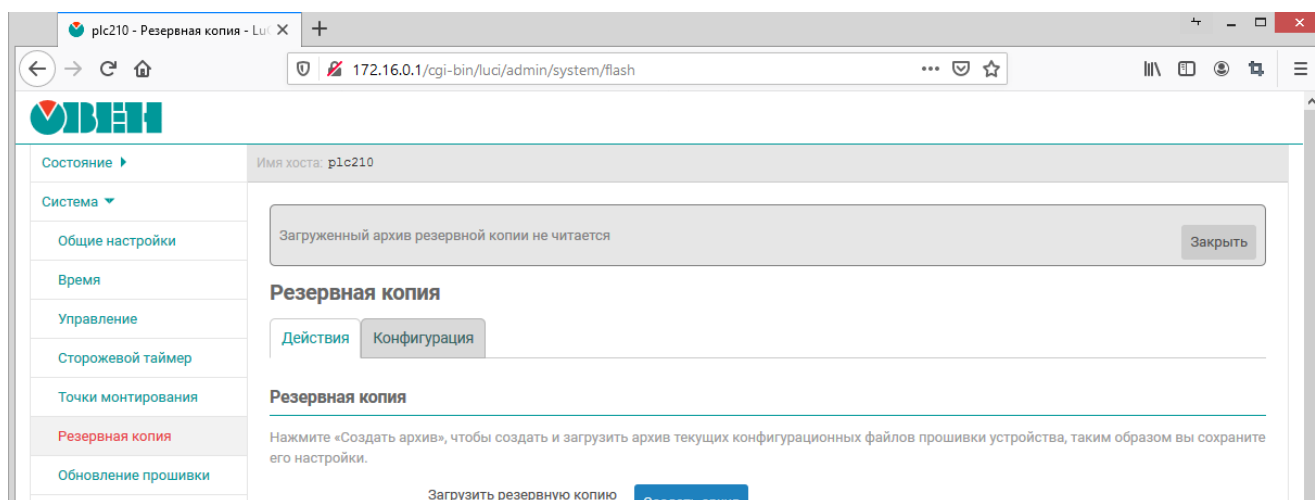 plc210 - Резервная копия - Lu
172.16.0.1/cgi-bin/luci/admin/system/flash
ОВЕН
Состояние
Имя хоста: plc210
Система
Загруженный архив резервной копии не читается
Закрыть
Общие настройки
Время
Резервная копия
Управление
Действия
Конфигурация
Сторожевой таймер
Точки монтирования
Резервная копия
Резервная копия
Нажмите «Создать архив», чтобы создать и загрузить архив текущих конфигурационных файлов прошивки устройства, таким образом вы сохраните
его настройки.
Обновление прошивки
Загрузить резервную копию
Создать архив